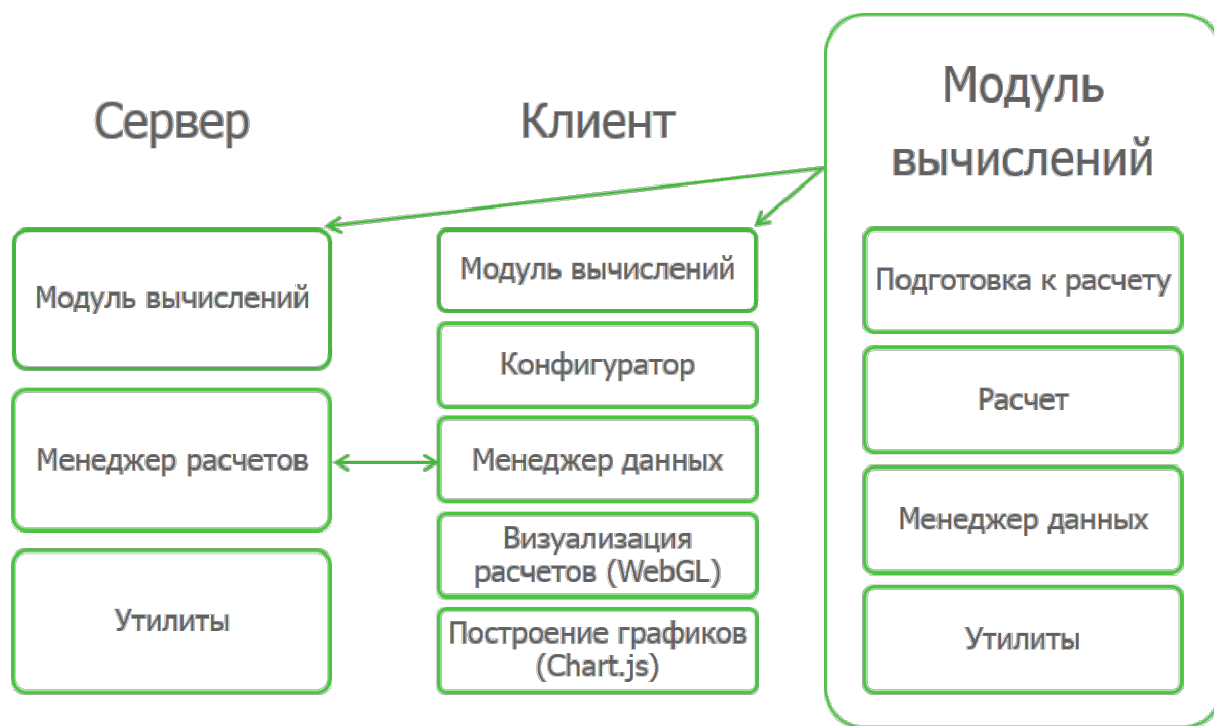 Сервер
Модуль вычислений
Менеджер расчетов
Утилиты
Клиент
Модуль вычислений
Конфигуратор
Менеджер данных
Визуализация
расчетов (WebGL)
Построение графиков
(Chart.js)
Модуль
вычислений
Подготовка к расчету
Расчет
Менеджер данных
Утилиты